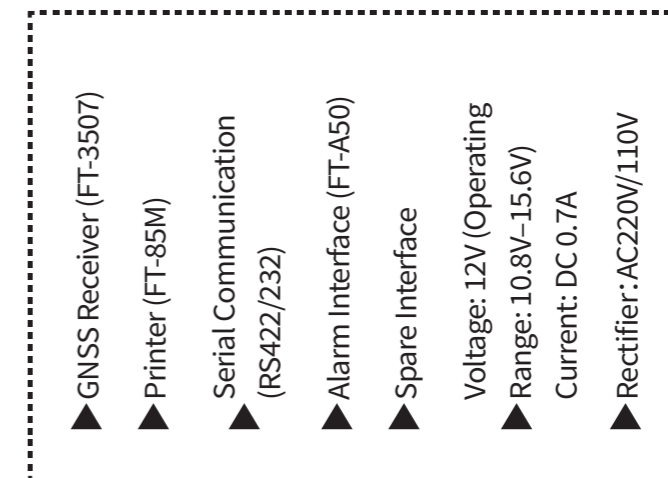 GNSS Receiver (FT-3507)
Printer (FT-85M)
Serial Communication
(RS422/232)
Alarm Interface (FT-A50)
Spare Interface
Voltage: 12V (Operating
Range: 10.8V–15.6V)
Current: DC 0.7A
Rectifier: AC220V/110V